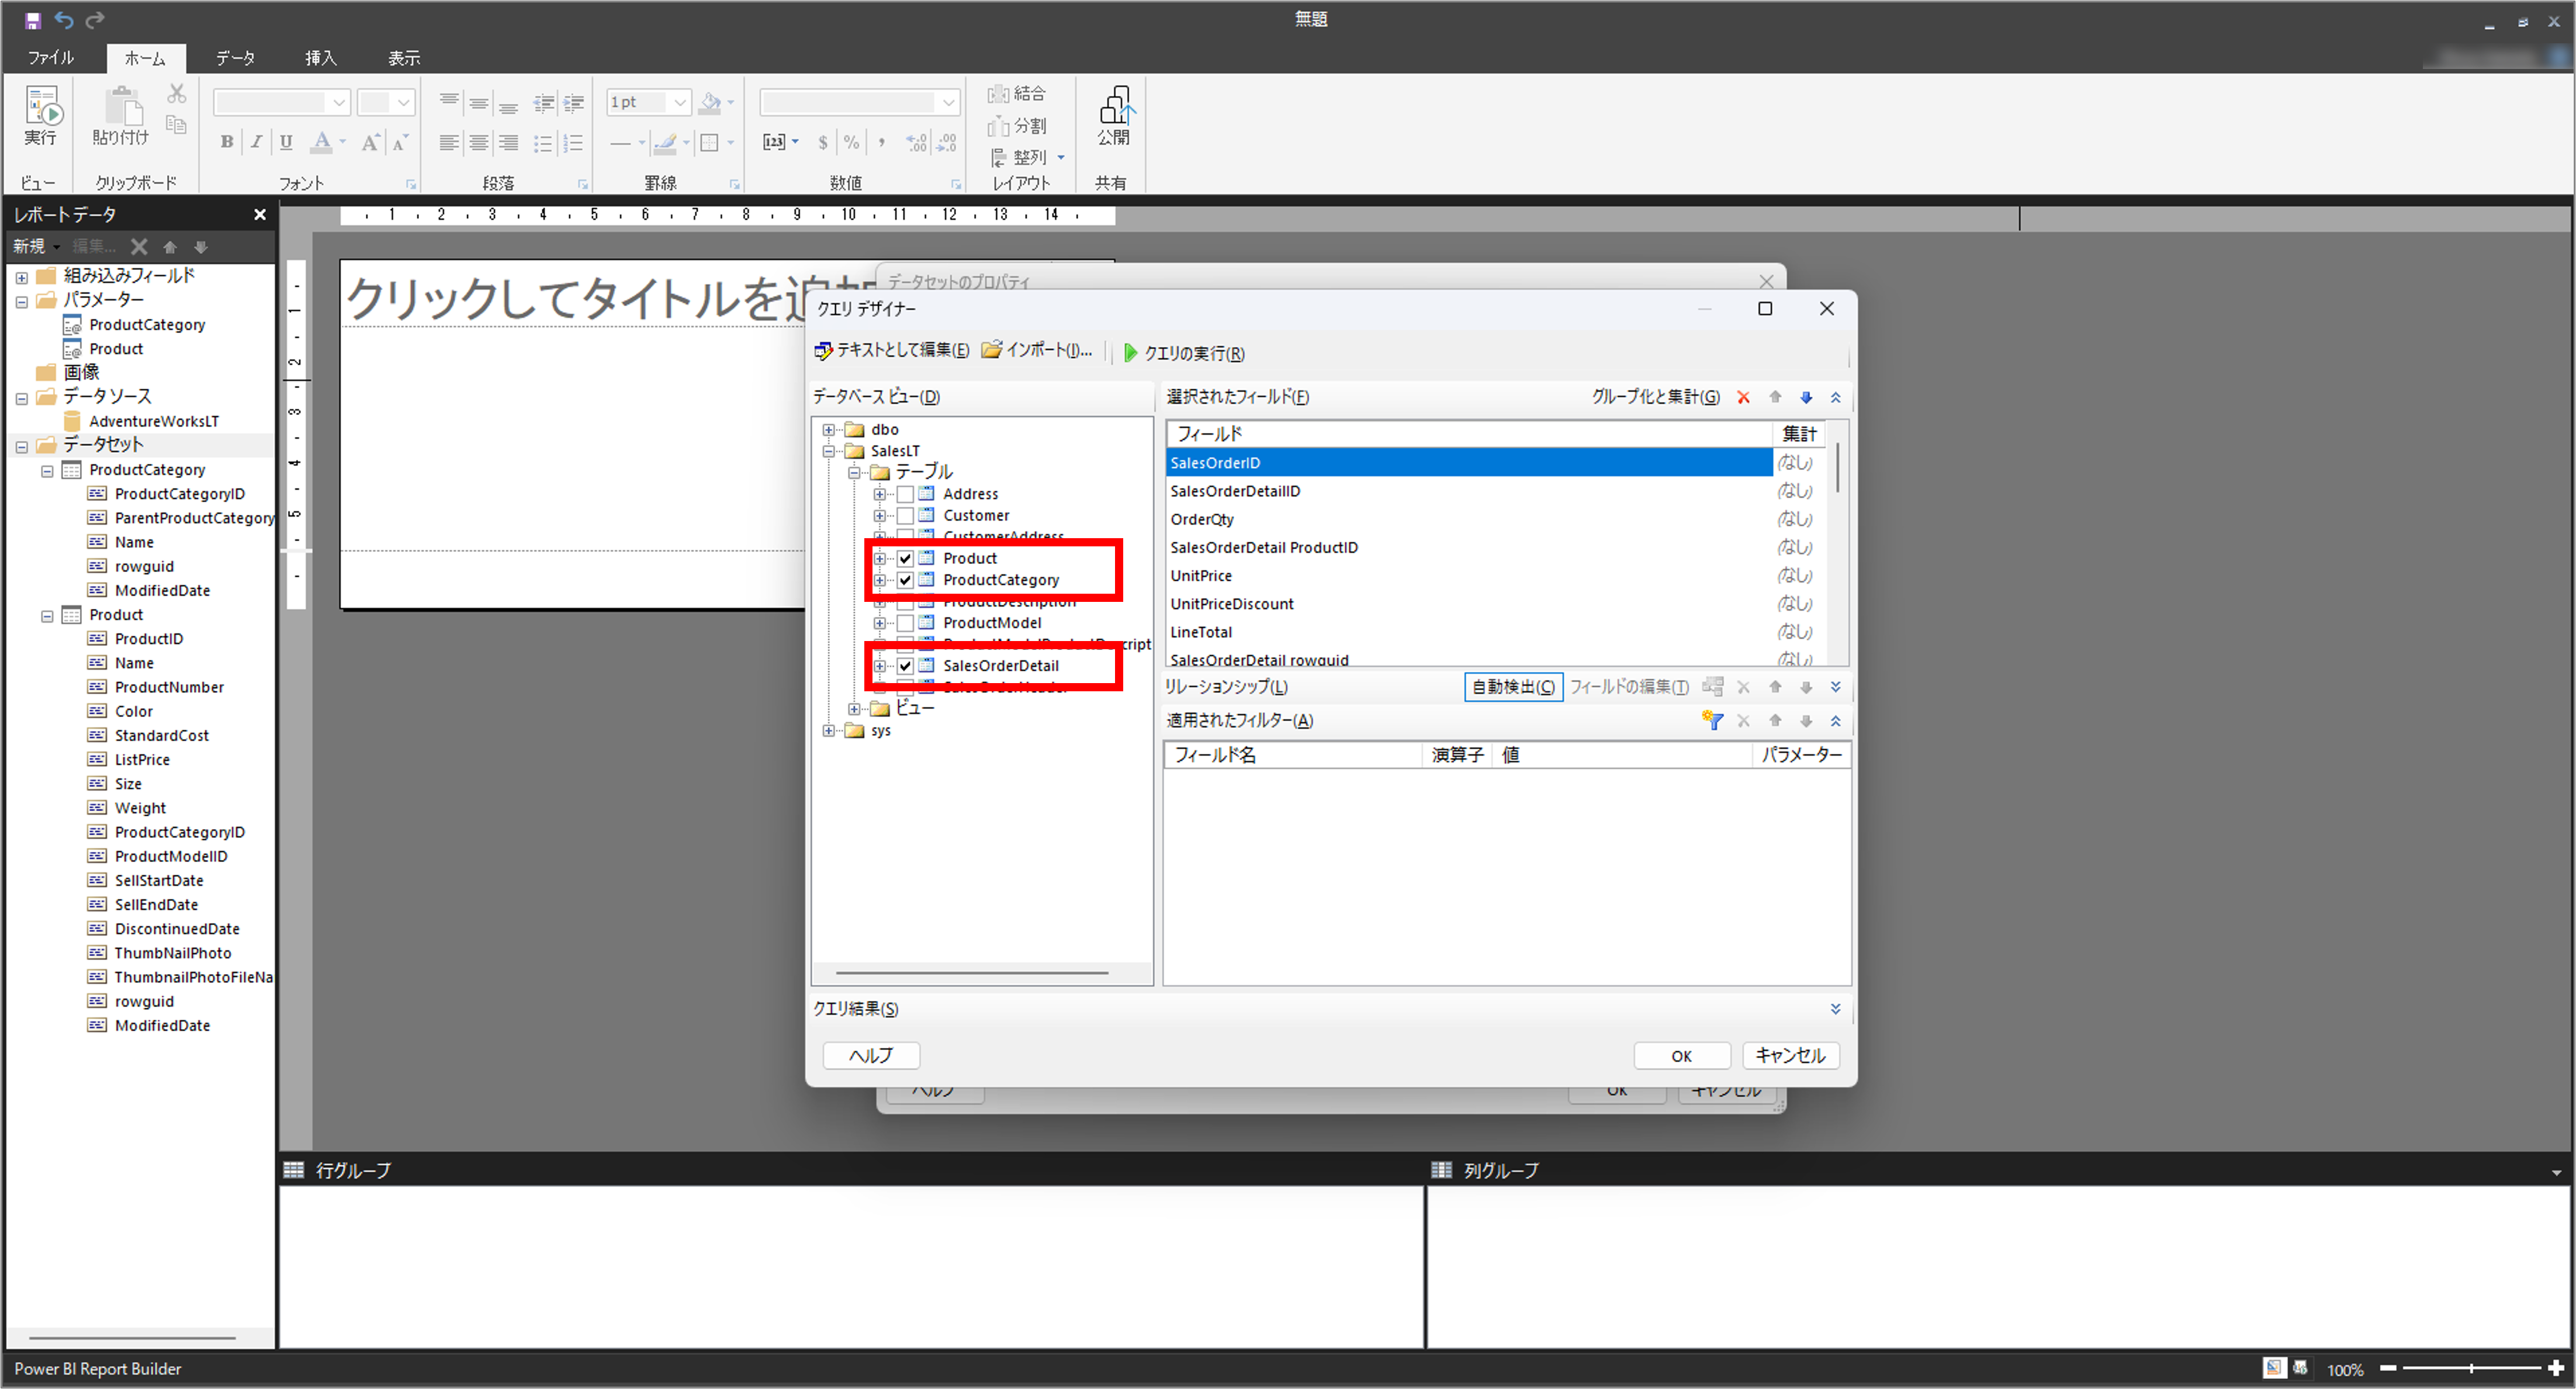 無題
ファイル ホーム データ 挿入 表示
実行
ビュー
貼り付け
クリップボード
B I U A A A
フォント
段落
1 pt
罫線
[123] $ % , .00 .00
数値
結合
分割
整列
レイアウト
公開
共有
レポート データ
新規 編集...
組み込みフィールド
パラメーター
ProductCategory
Product
画像
データ ソース
AdventureWorksLT
データセット
ProductCategory
ProductCategoryID
ParentProductCategory
Name
rowguid
ModifiedDate
Product
ProductID
Name
ProductNumber
Color
StandardCost
ListPrice
Size
Weight
ProductCategoryID
ProductModelID
SellStartDate
SellEndDate
DiscontinuedDate
ThumbNailPhoto
ThumbnailPhotoFileNa
rowguid
ModifiedDate
1 2 3 4 5 6 7 8 9 10 11 12 13 14
1
2
3
4
5
クリックしてタイトルを追加
データセットのプロパティ
クエリ デザイナー
テキストとして編集(E) インポート(I)... クエリの実行(R)
データベース ビュー(D)
dbo
SalesLT
テーブル
Address
Customer
CustomerAddress
Product
ProductCategory
ProductDescription
ProductModel
ProductModelProductDescript
SalesOrderDetail
SalesOrderHeader
ビュー
sys
選択されたフィールド(F) グループ化と集計(G)
フィールド 集計
SalesOrderID (なし)
SalesOrderDetailID (なし)
OrderQty (なし)
SalesOrderDetail ProductID (なし)
UnitPrice (なし)
UnitPriceDiscount (なし)
LineTotal (なし)
SalesOrderDetail rowguid (なし)
リレーションシップ(L) 自動検出(C) フィールドの編集(T)
適用されたフィルター(A)
フィールド名 演算子 値 パラメーター
クエリ結果(S)
ヘルプ OK キャンセル
ヘルプ OK キャンセル
行グループ 列グループ
Power BI Report Builder 100%